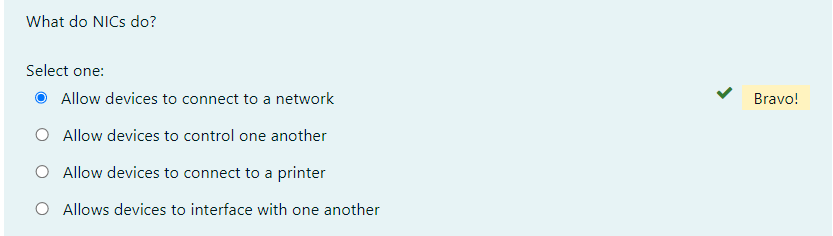 What do NICs do?
Select one:
Allow devices to connect to a network
Bravo!
Allow devices to control one another
Allow devices to connect to a printer
Allows devices to interface with one another